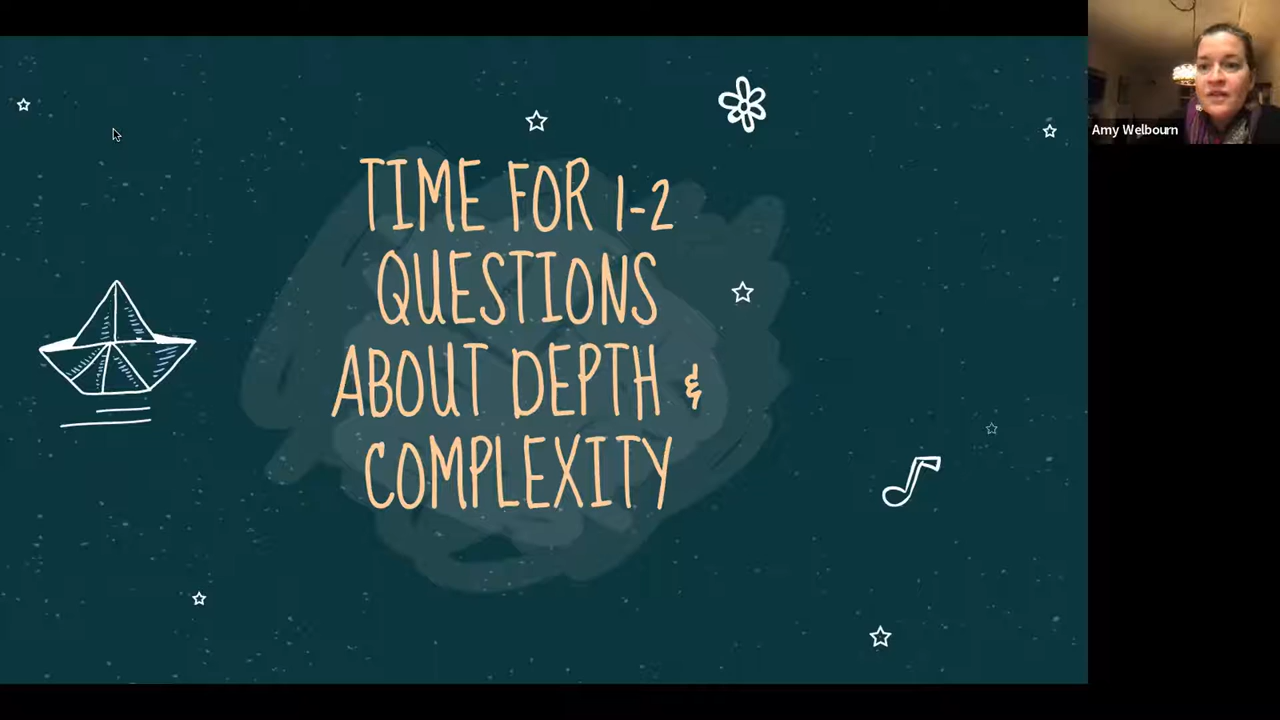 TIME FOR 1-2
QUESTIONS
ABOUT DEPTH &
COMPLEXITY
Amy Welbourn